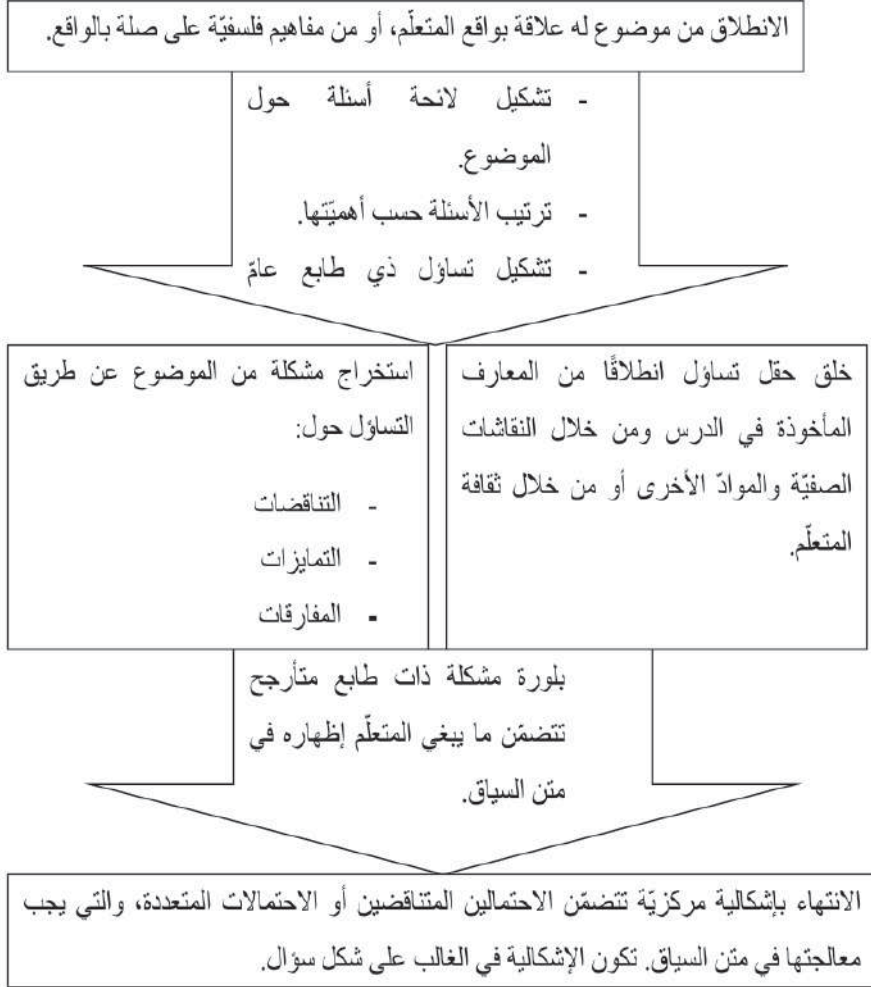 الانطلاق من موضوع له علاقة بواقع المتعلّم، أو من مفاهيم فلسفيّة على صلة بالواقع.
- تشكيل لائحة أسئلة حول
الموضوع.
- ترتيب الأسئلة حسب أهميّتها.
- تشكيل تساؤل ذي طابع عامّ
خلق حقل تساؤل انطلاقًا من المعارف
المأخوذة في الدرس ومن خلال النقاشات
الصفيّة والموادّ الأخرى أو من خلال ثقافة
المتعلّم.
استخراج مشكلة من الموضوع عن طريق
التساؤل حول:
- التناقضات
- التمايزات
- المفارقات
بلورة مشكلة ذات طابع متأرجح
تتضمّن ما يبغي المتعلّم إظهاره في
متن السياق.
الانتهاء بإشكالية مركزيّة تتضمّن الاحتمالين المتناقضين أو الاحتمالات المتعددة، والتي يجب
معالجتها في متن السياق. تكون الإشكالية في الغالب على شكل سؤال.